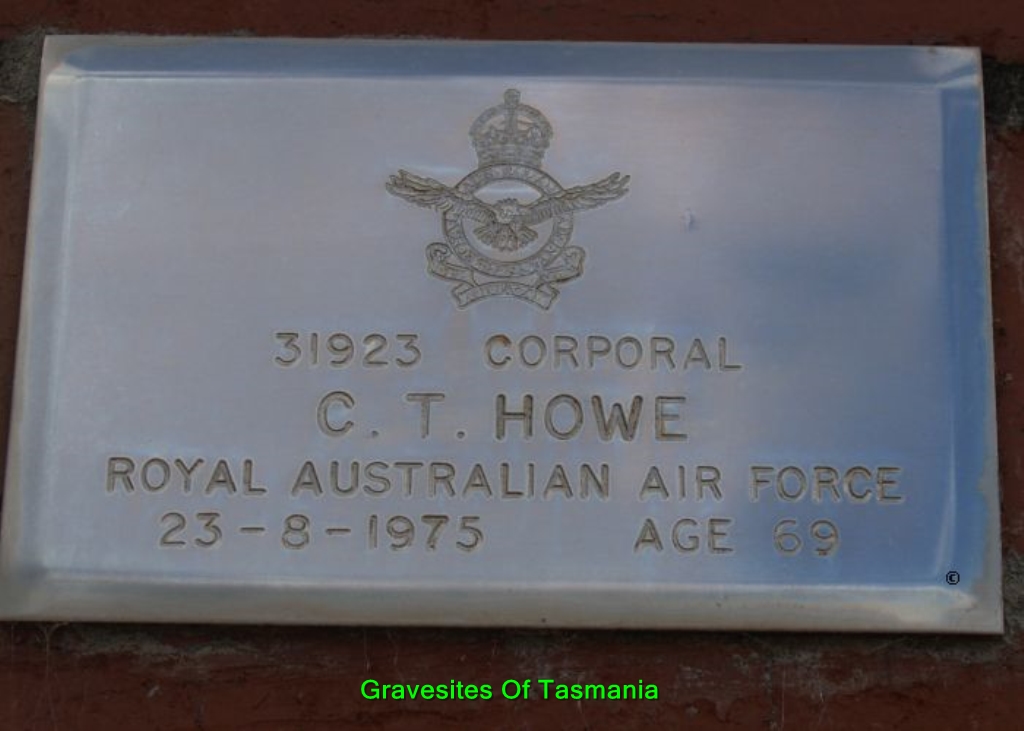 31923 CORPORAL
C. T. HOWE
ROYAL AUSTRALIAN AIR FORCE
23-8-1975 AGE 69
©
Gravesites Of Tasmania